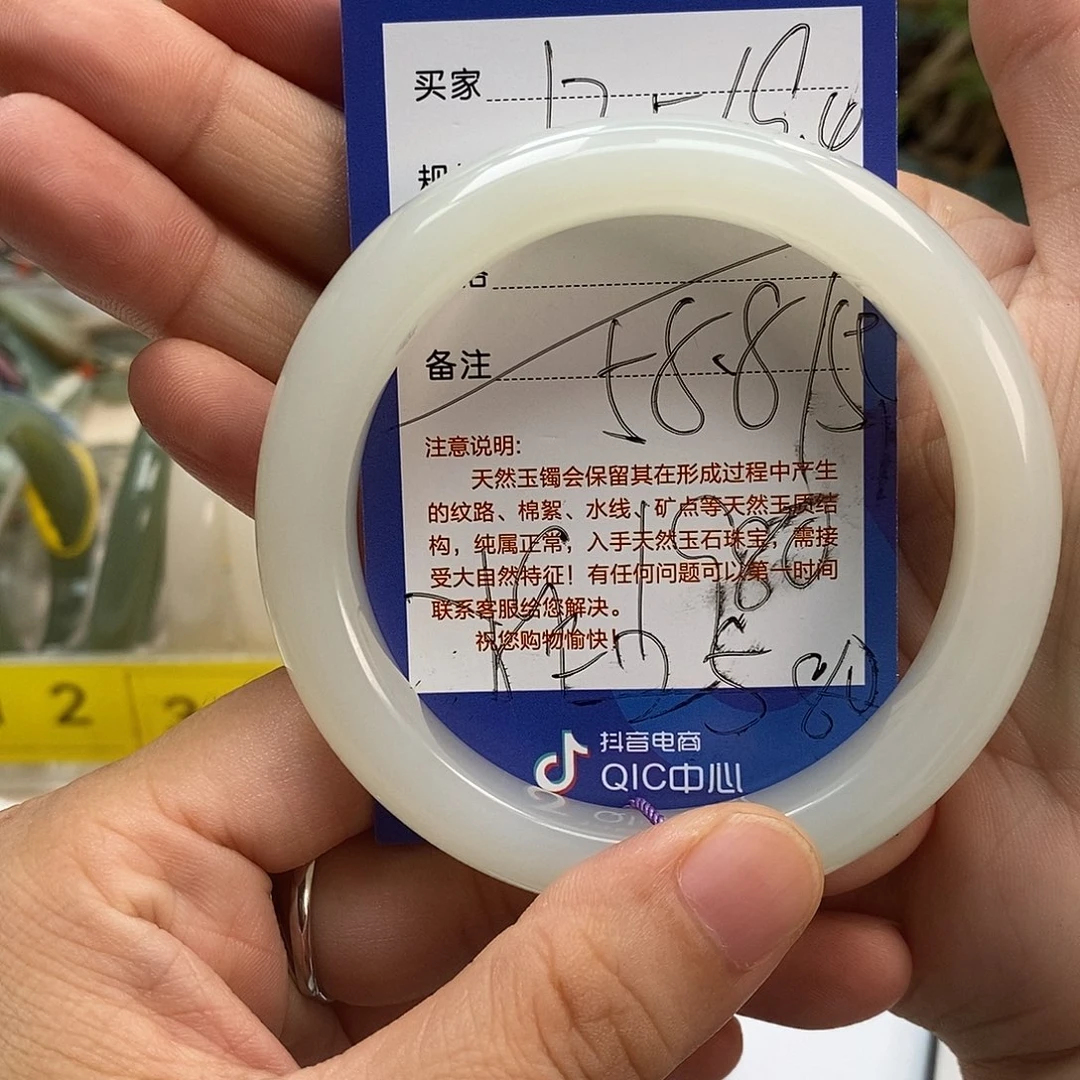 买家
备注 58.8/13
注意说明:
天然玉镯会保留其在形成过程中产生
的纹路、棉絮、水线、矿点等天然玉质结
构，纯属正常，入手天然玉石珠宝，需接
受大自然特征！有任何问题可以第一时间
联系客服给您解决。
祝您购物愉快！
抖音电商
QIC中心
2